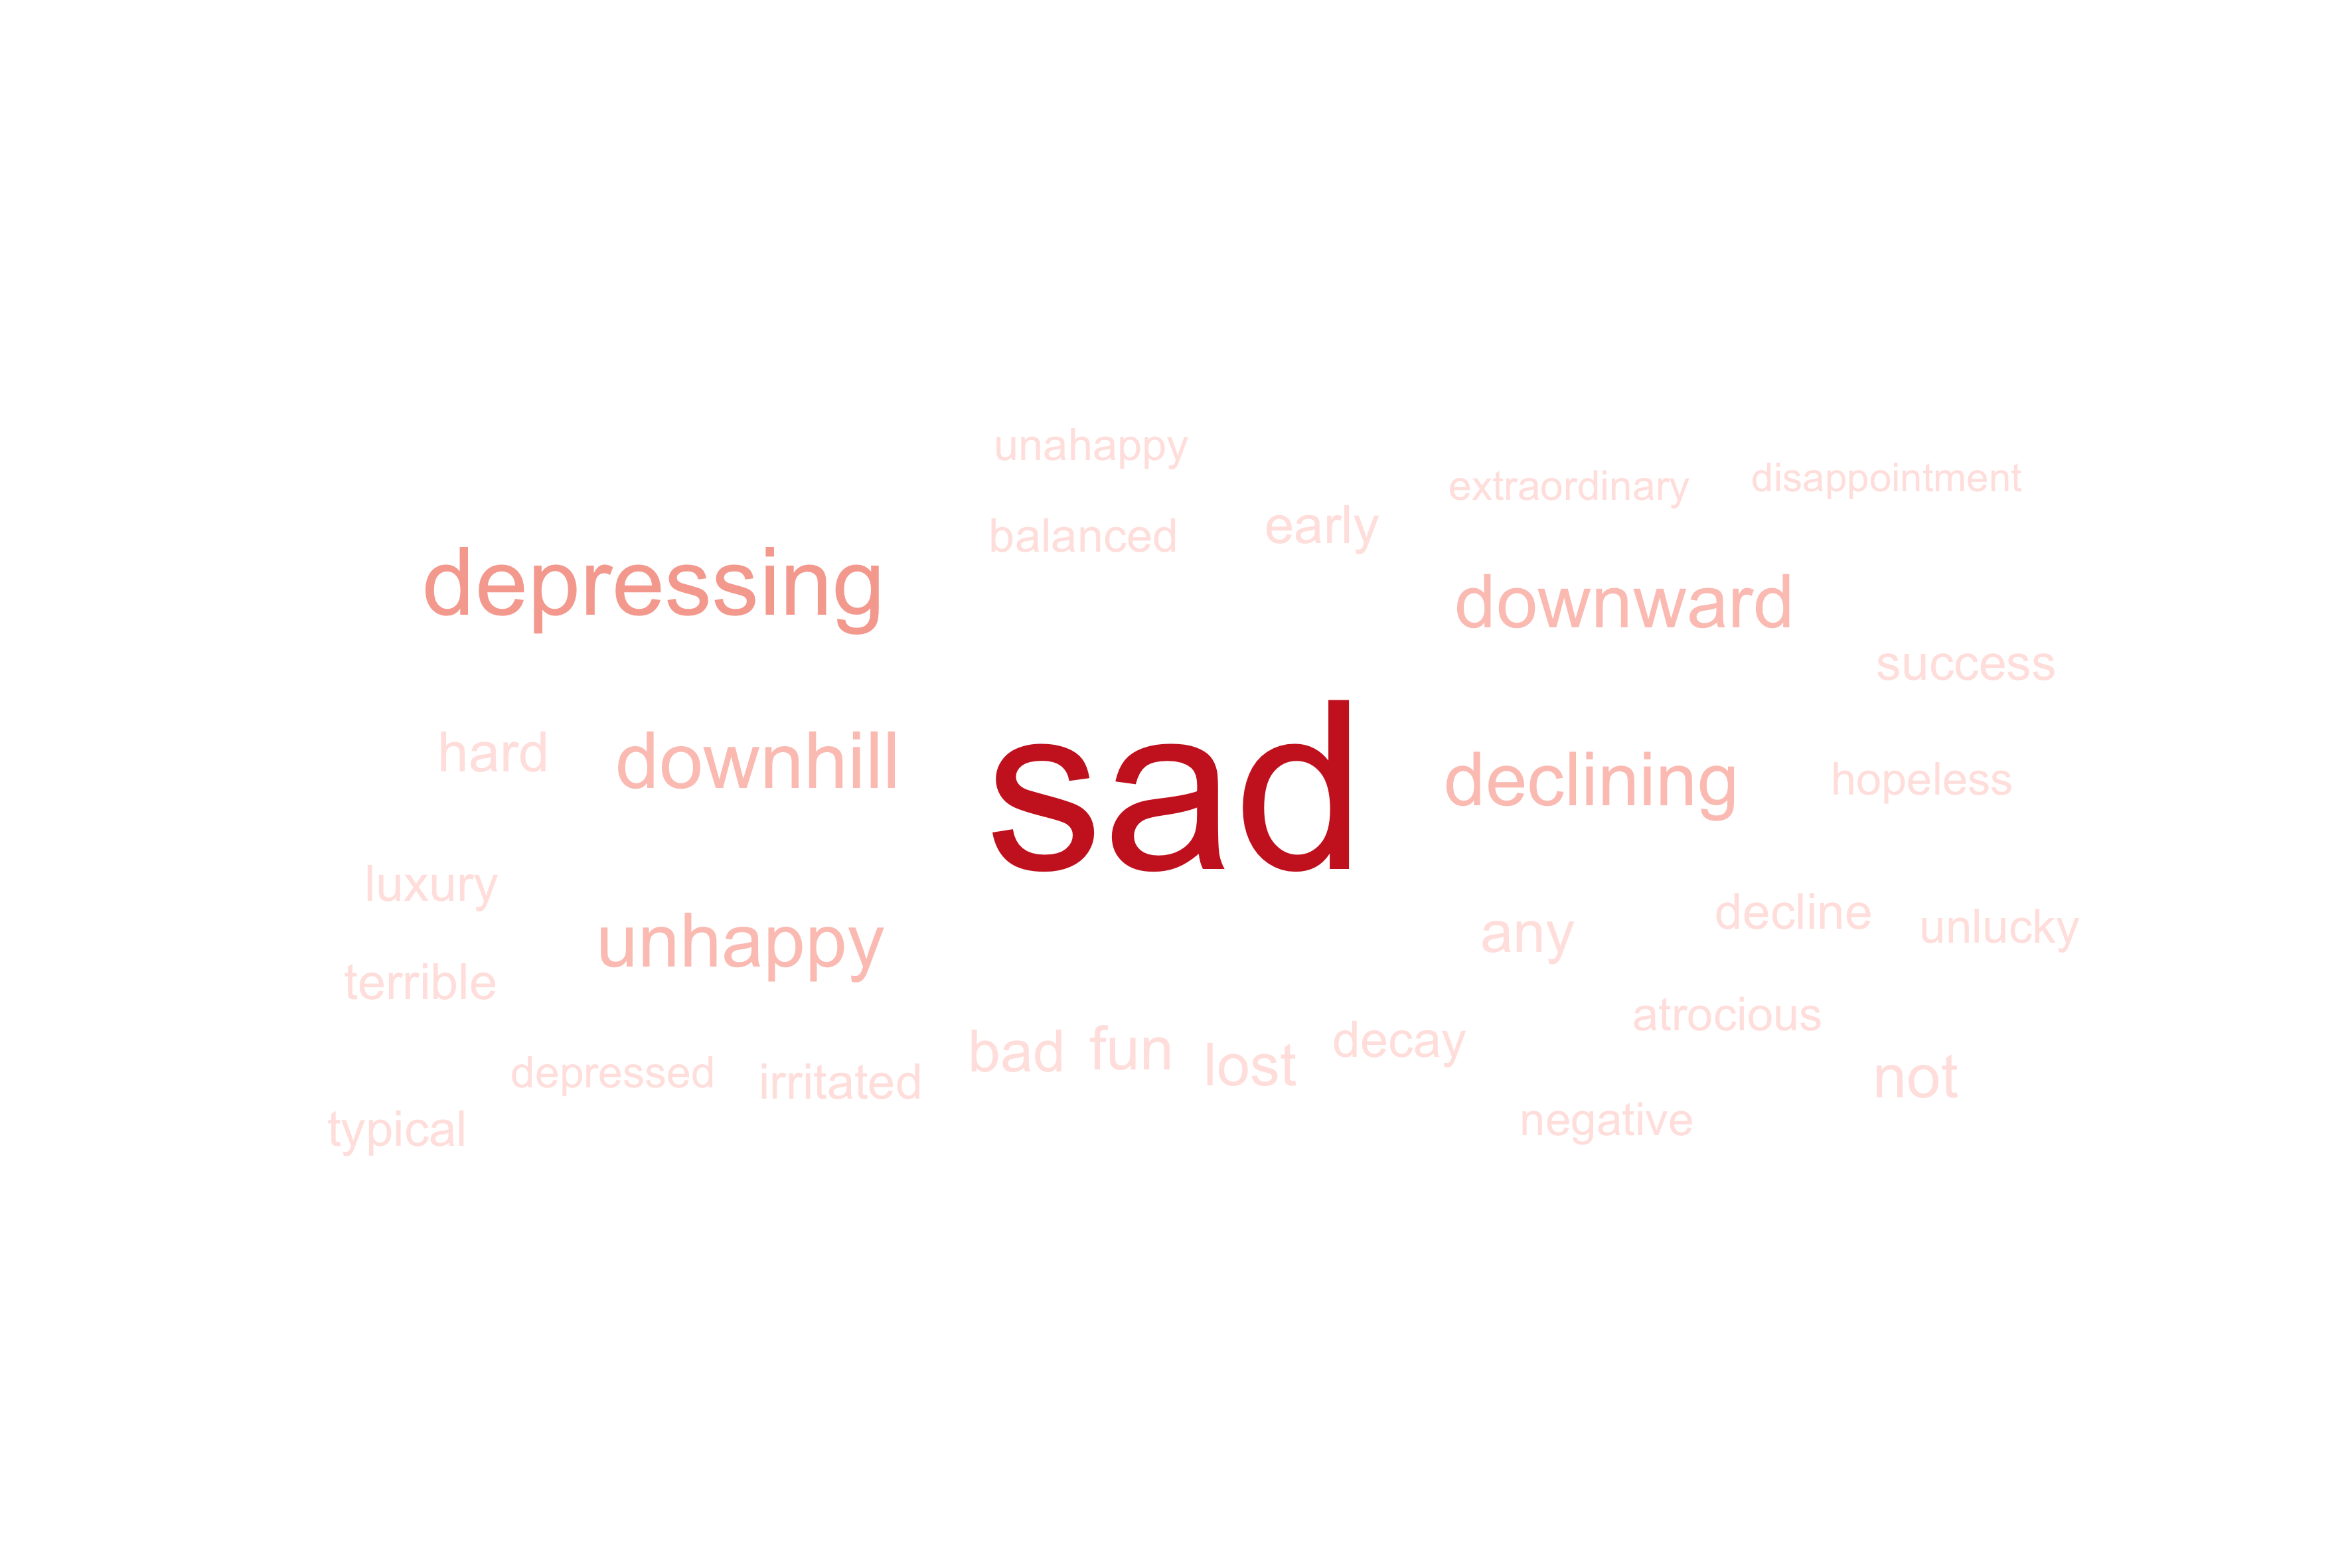 unahappy
extraordinary disappointment
balanced early
depressing
downward
success
hard downhill sad declining hopeless
luxury
unhappy any decline unlucky
terrible
atrocious
bad fun lost decay
depressed irritated not
typical negative